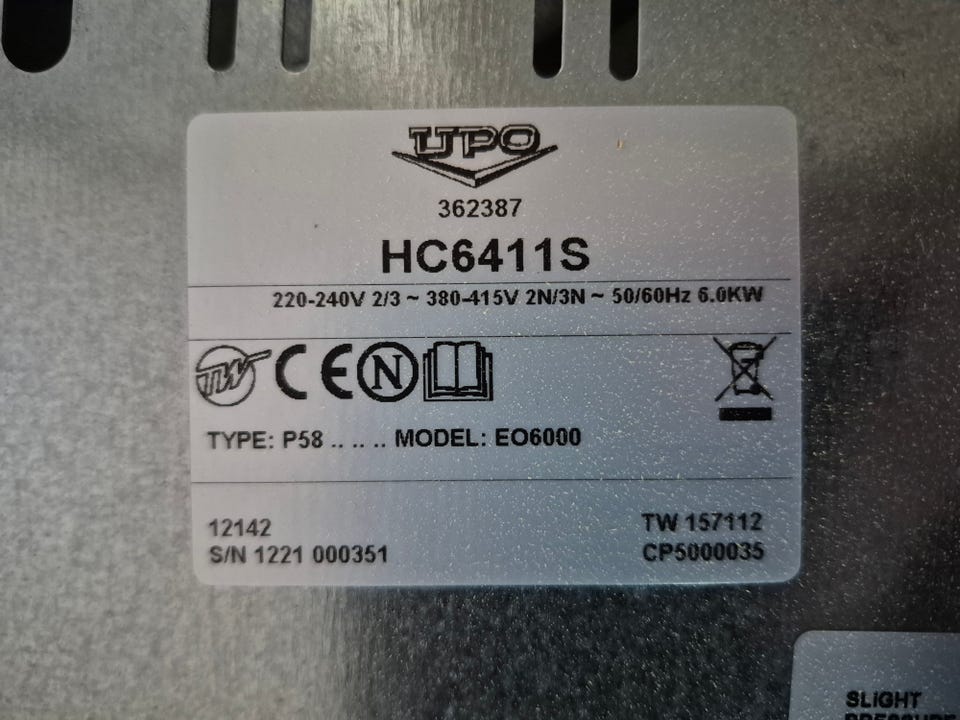 UPO
362387
HC6411S
220-240V 2/3 ~ 380-415V 2N/3N ~ 50/60Hz 6.0KW
TW CE N
TYPE: P58 .. .. .. MODEL: EO6000
12142
TW 157112
S/N 1221 000351
CP5000035
SLIGHT